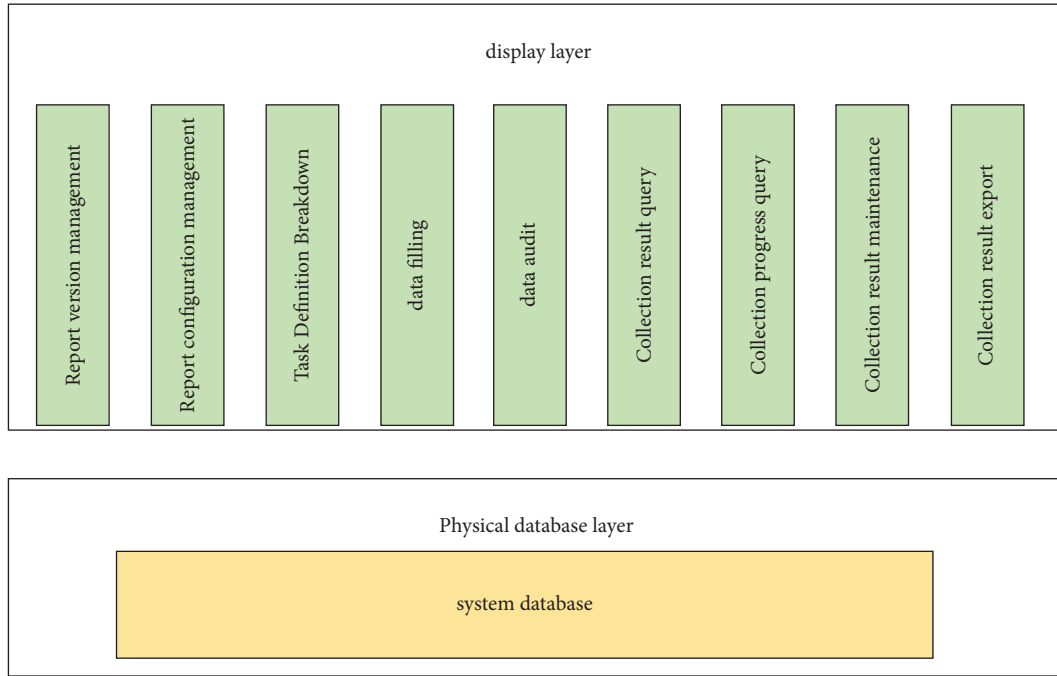 display layer
Report version management
Report configuration management
Task Definition Breakdown
data filling
data audit
Collection result query
Collection progress query
Collection result maintenance
Collection result export
Physical database layer
system database